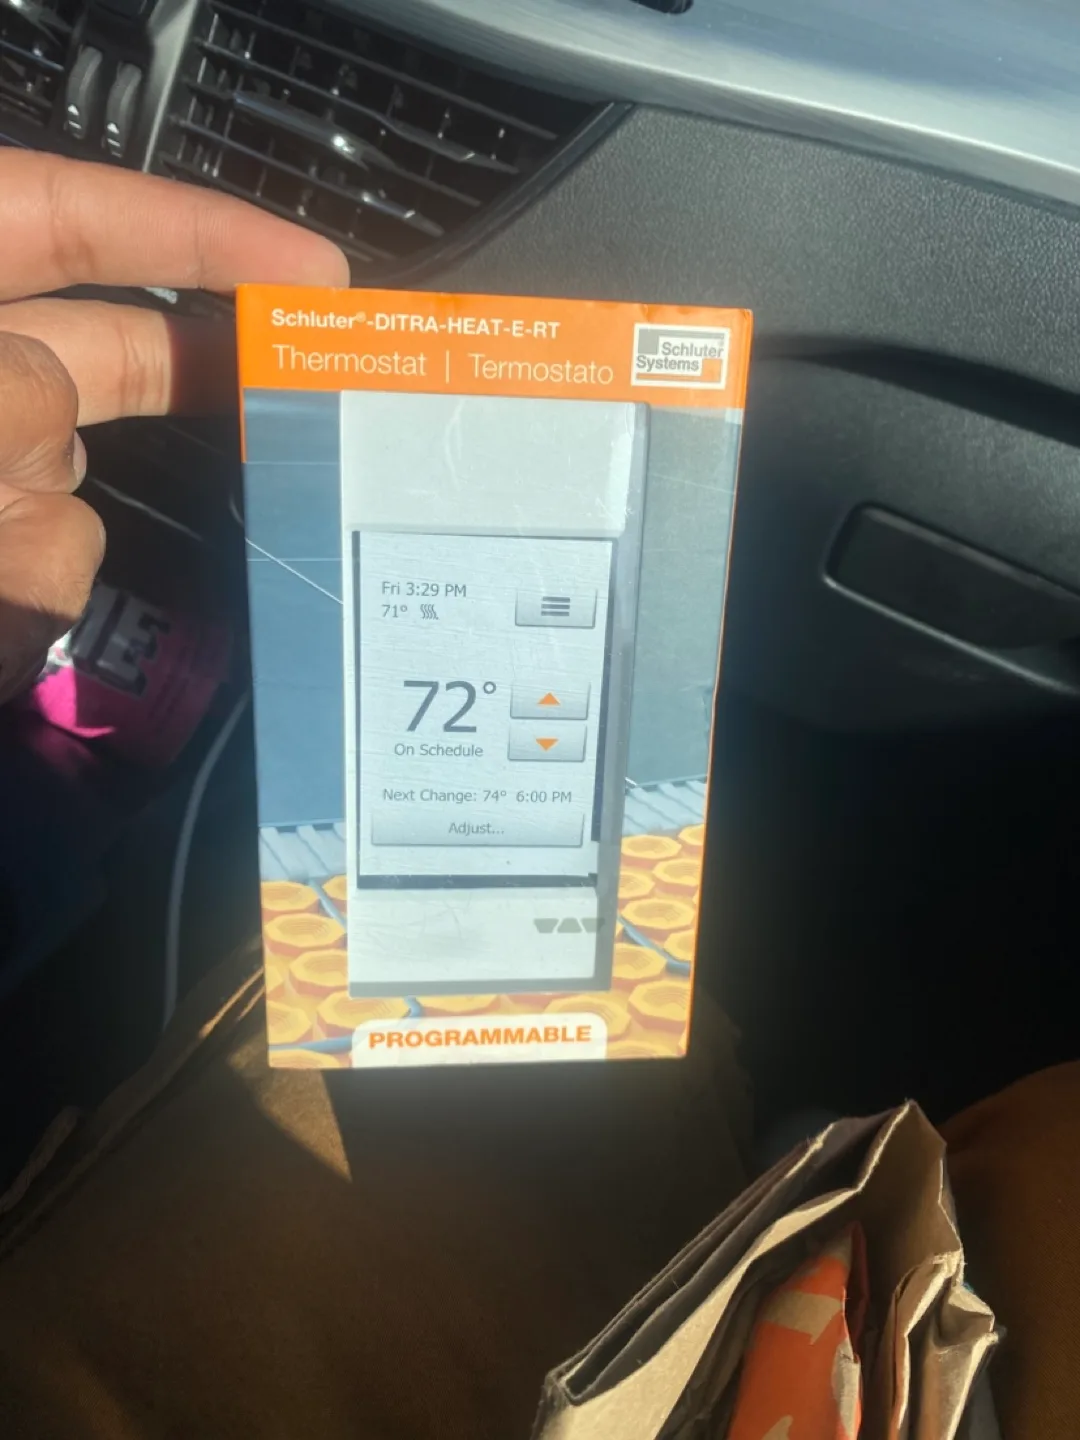 Schluter®-DITRA-HEAT-E-RT
Thermostat | Termostato
Schluter
Systems
Fri 3:29 PM
71°
72°
On Schedule
Next Change: 74° 6:00 PM
Adjust...
PROGRAMMABLE